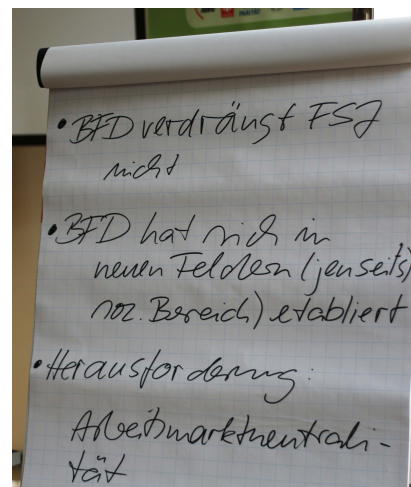 • BFD verdrängt FSJ
nicht
• BFD hat sich in
neuen Feldern (jenseits
soz. Bereich) etabliert
• Herausforderung:
Arbeitsmarktneutrali-
tät